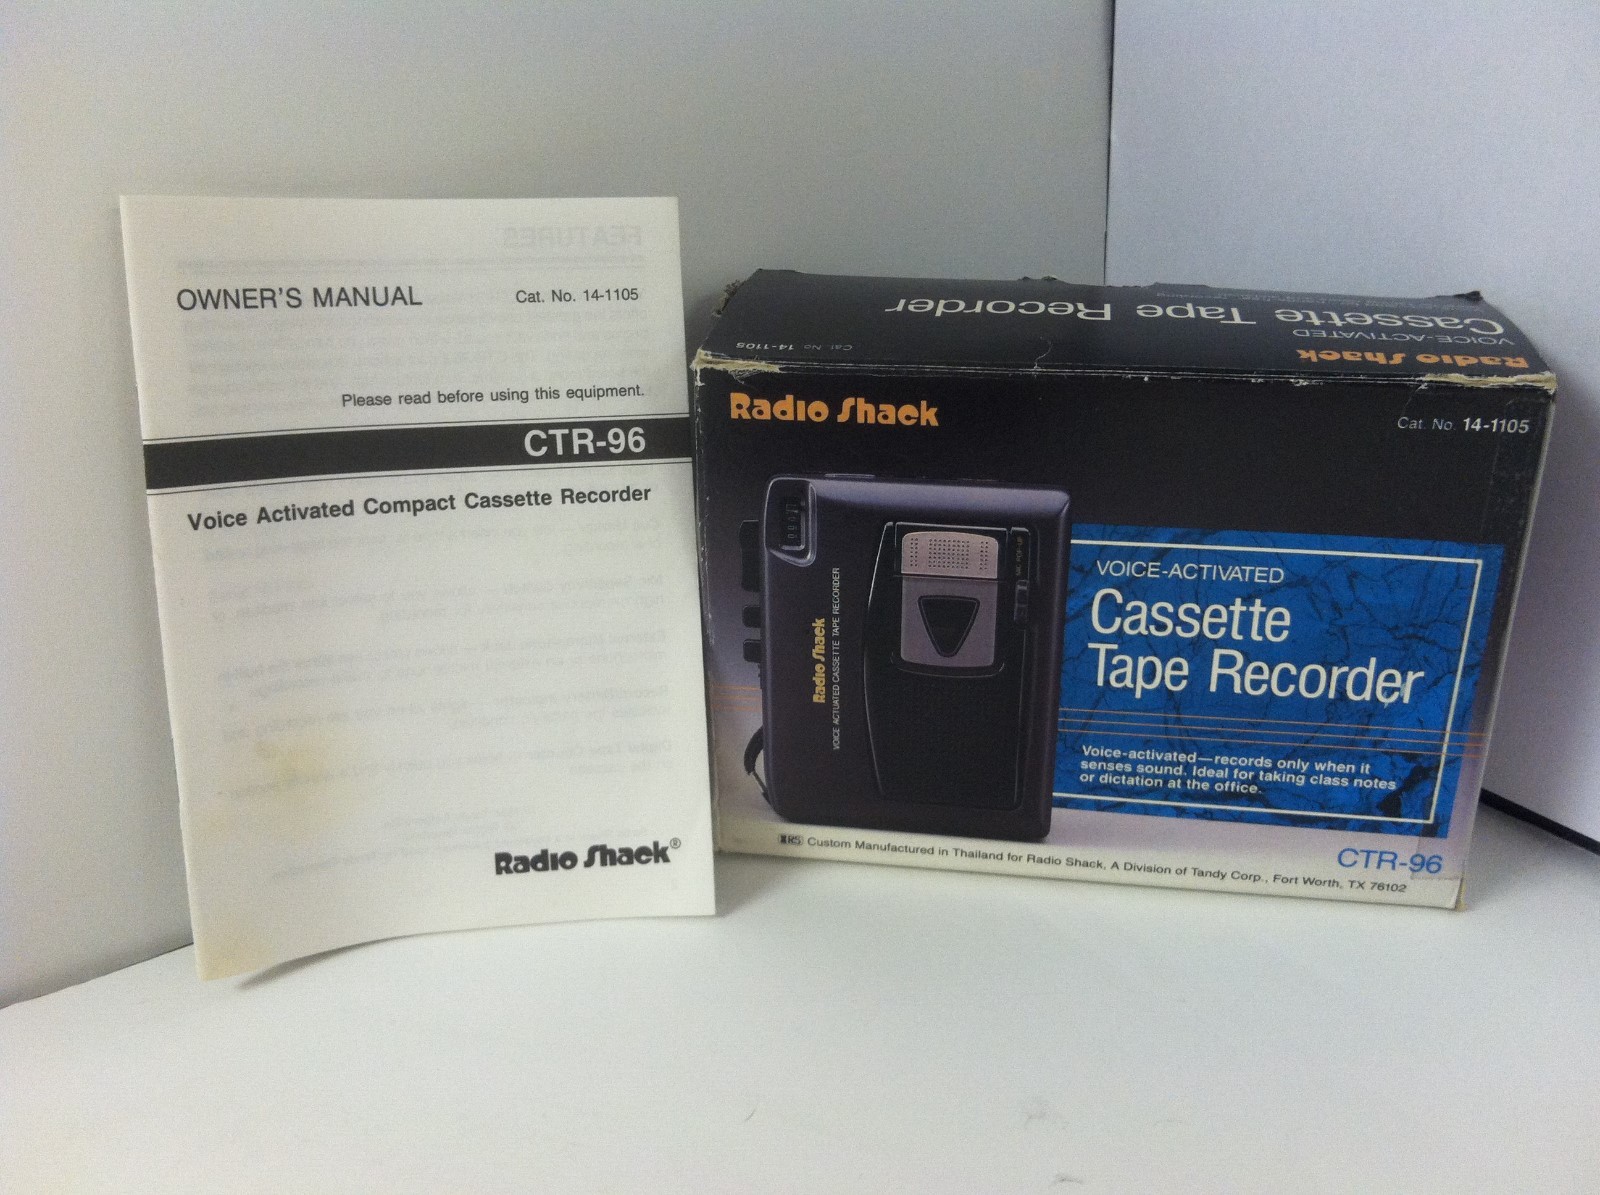 OWNER'S MANUAL
Cat. No. 14-1105
Please read before using this equipment.
CTR-96
Voice Activated Compact Cassette Recorder
Radio Shack®
Cassette Tape Recorder
VOICE-ACTIVATED
Radio Shack
Cat. No 14-1105
Radio Shack
Cat. No. 14-1105
Radio Shack
VOICE ACTUATED CASSETTE TAPE RECORDER
VOICE-ACTIVATED
Cassette
Tape Recorder
Voice-activated—records only when it
senses sound. Ideal for taking class notes
or dictation at the office.
CTR-96
RS Custom Manufactured in Thailand for Radio Shack, A Division of Tandy Corp., Fort Worth, TX 76102
FEATURES